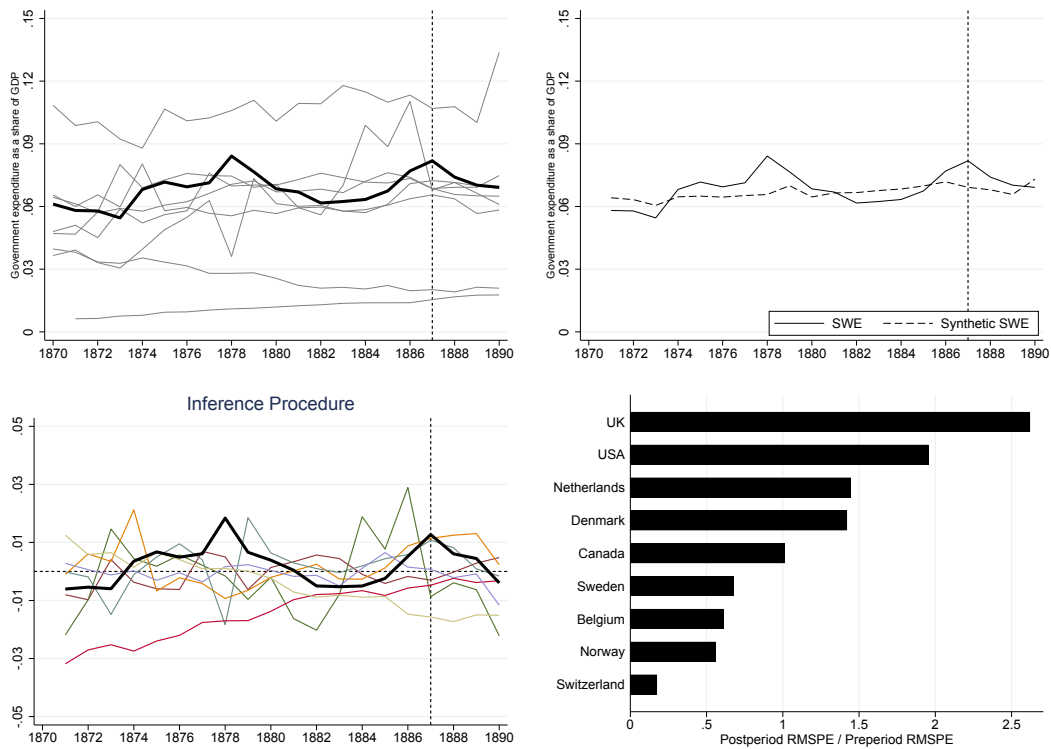 Government expenditure as a share of GDP
.15
.12
.09
.06
.03
0
1870 1872 1874 1876 1878 1880 1882 1884 1886 1888 1890
Government expenditure as a share of GDP
.15
.12
.09
.06
.03
0
SWE Synthetic SWE
1870 1872 1874 1876 1878 1880 1882 1884 1886 1888 1890
Inference Procedure
.05
.03
.01
-.01
-.03
-.05
1870 1872 1874 1876 1878 1880 1882 1884 1886 1888 1890
UK
USA
Netherlands
Denmark
Canada
Sweden
Belgium
Norway
Switzerland
0 .5 1 1.5 2 2.5
Postperiod RMSPE / Preperiod RMSPE